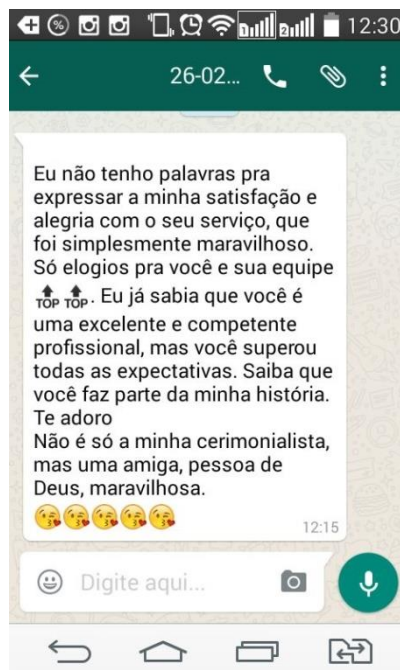 12:30
26-02...
Eu não tenho palavras pra
expressar a minha satisfação e
alegria com o seu serviço, que
foi simplesmente maravilhoso.
Só elogios pra você e sua equipe
TOP TOP. Eu já sabia que você é
uma excelente e competente
profissional, mas você superou
todas as expectativas. Saiba que
você faz parte da minha história.
Te adoro
Não é só a minha cerimonialista,
mas uma amiga, pessoa de
Deus, maravilhosa.
12:15
Digite aqui...